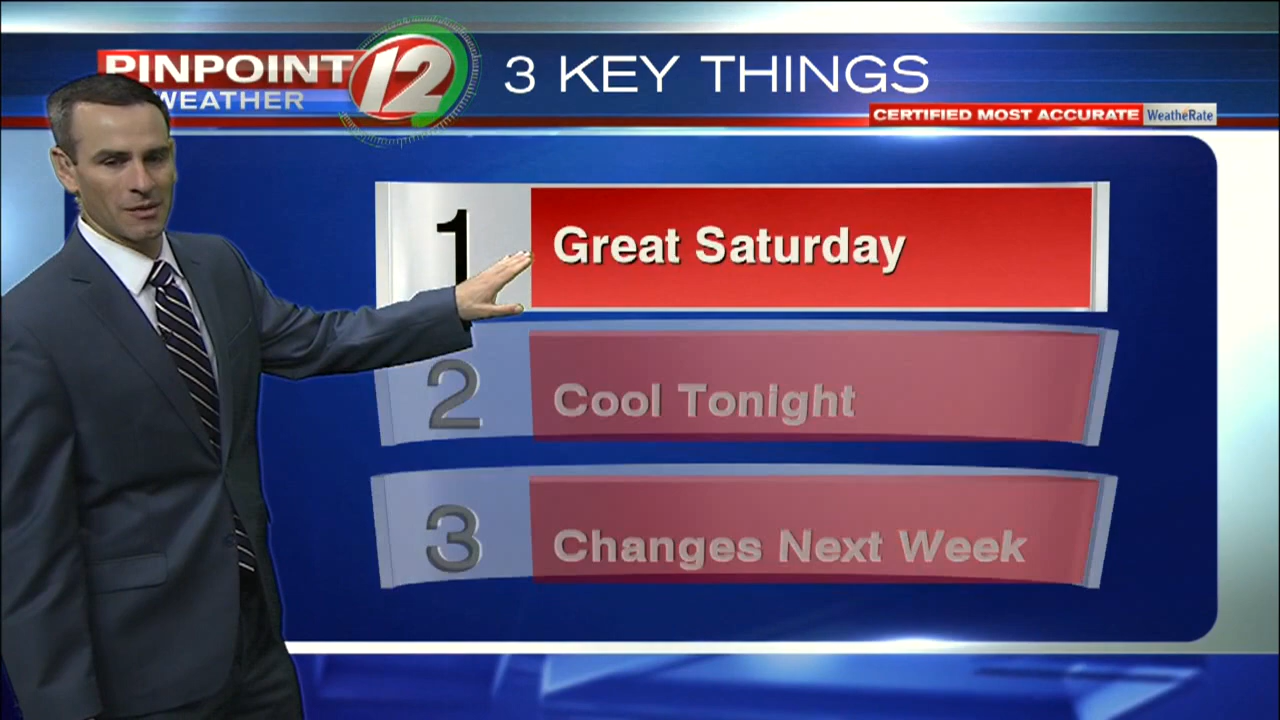 PINPOINT
WEATHER
12
3 KEY THINGS
CERTIFIED MOST ACCURATE
WeatheRate
1
Great Saturday
2
Cool Tonight
3
Changes Next Week